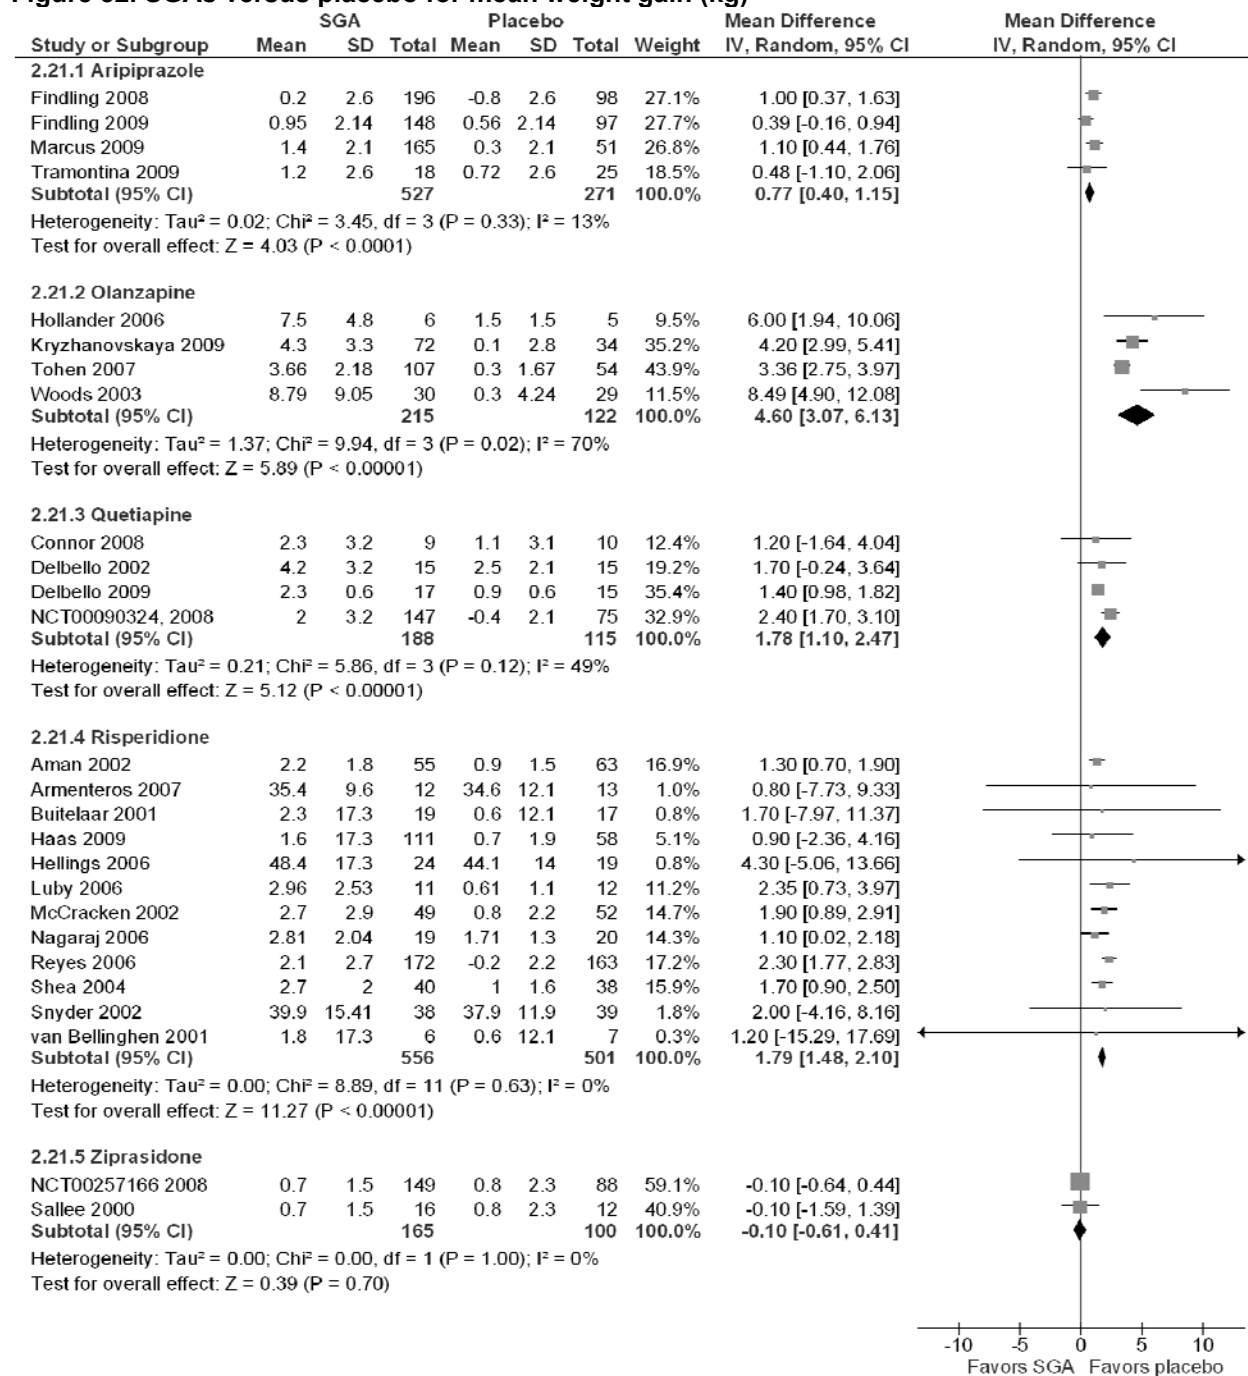 Figure 32. SGAs versus placebo for mean weight gain (kg)
SGA Placebo Mean Difference Mean Difference
Study or Subgroup Mean SD Total Mean SD Total Weight IV, Random, 95% CI IV, Random, 95% CI
2.21.1 Aripiprazole
Findling 2008 0.2 2.6 196 -0.8 2.6 98 27.1% 1.00 [0.37, 1.63]
Findling 2009 0.95 2.14 148 0.56 2.14 97 27.7% 0.39 [-0.16, 0.94]
Marcus 2009 1.4 2.1 165 0.3 2.1 51 26.8% 1.10 [0.44, 1.76]
Tramontina 2009 1.2 2.6 18 0.72 2.6 25 18.5% 0.48 [-1.10, 2.06]
Subtotal (95% CI) 527 271 100.0% 0.77 [0.40, 1.15]
Heterogeneity: Tau² = 0.02; Chi² = 3.45, df = 3 (P = 0.33); I² = 13%
Test for overall effect: Z = 4.03 (P < 0.0001)
2.21.2 Olanzapine
Hollander 2006 7.5 4.8 6 1.5 1.5 5 9.5% 6.00 [1.94, 10.06]
Kryzhanovskaya 2009 4.3 3.3 72 0.1 2.8 34 35.2% 4.20 [2.99, 5.41]
Tohen 2007 3.66 2.18 107 0.3 1.67 54 43.9% 3.36 [2.75, 3.97]
Woods 2003 8.79 9.05 30 0.3 4.24 29 11.5% 8.49 [4.90, 12.08]
Subtotal (95% CI) 215 122 100.0% 4.60 [3.07, 6.13]
Heterogeneity: Tau² = 1.37; Chi² = 9.94, df = 3 (P = 0.02); I² = 70%
Test for overall effect: Z = 5.89 (P < 0.00001)
2.21.3 Quetiapine
Connor 2008 2.3 3.2 9 1.1 3.1 10 12.4% 1.20 [-1.64, 4.04]
Delbello 2002 4.2 3.2 15 2.5 2.1 15 19.2% 1.70 [-0.24, 3.64]
Delbello 2009 2.3 0.6 17 0.9 0.6 15 35.4% 1.40 [0.98, 1.82]
NCT00090324, 2008 2 3.2 147 -0.4 2.1 75 32.9% 2.40 [1.70, 3.10]
Subtotal (95% CI) 188 115 100.0% 1.78 [1.10, 2.47]
Heterogeneity: Tau² = 0.21; Chi² = 5.86, df = 3 (P = 0.12); I² = 49%
Test for overall effect: Z = 5.12 (P < 0.00001)
2.21.4 Risperidione
Aman 2002 2.2 1.8 55 0.9 1.5 63 16.9% 1.30 [0.70, 1.90]
Armenteros 2007 35.4 9.6 12 34.6 12.1 13 1.0% 0.80 [-7.73, 9.33]
Buitelaar 2001 2.3 17.3 19 0.6 12.1 17 0.8% 1.70 [-7.97, 11.37]
Haas 2009 1.6 17.3 111 0.7 1.9 58 5.1% 0.90 [-2.36, 4.16]
Hellings 2006 48.4 17.3 24 44.1 14 19 0.8% 4.30 [-5.06, 13.66]
Luby 2006 2.96 2.53 11 0.61 1.1 12 11.2% 2.35 [0.73, 3.97]
McCracken 2002 2.7 2.9 49 0.8 2.2 52 14.7% 1.90 [0.89, 2.91]
Nagaraj 2006 2.81 2.04 19 1.71 1.3 20 14.3% 1.10 [0.02, 2.18]
Reyes 2006 2.1 2.7 172 -0.2 2.2 163 17.2% 2.30 [1.77, 2.83]
Shea 2004 2.7 2 40 1 1.6 38 15.9% 1.70 [0.90, 2.50]
Snyder 2002 39.9 15.41 38 37.9 11.9 39 1.8% 2.00 [-4.16, 8.16]
van Bellinghen 2001 1.8 17.3 6 0.6 12.1 7 0.3% 1.20 [-15.29, 17.69]
Subtotal (95% CI) 556 501 100.0% 1.79 [1.48, 2.10]
Heterogeneity: Tau² = 0.00; Chi² = 8.89, df = 11 (P = 0.63); I² = 0%
Test for overall effect: Z = 11.27 (P < 0.00001)
2.21.5 Ziprasidone
NCT00257166 2008 0.7 1.5 149 0.8 2.3 88 59.1% -0.10 [-0.64, 0.44]
Sallee 2000 0.7 1.5 16 0.8 2.3 12 40.9% -0.10 [-1.59, 1.39]
Subtotal (95% CI) 165 100 100.0% -0.10 [-0.61, 0.41]
Heterogeneity: Tau² = 0.00; Chi² = 0.00, df = 1 (P = 1.00); I² = 0%
Test for overall effect: Z = 0.39 (P = 0.70)
-10 -5 0 5 10
Favors SGA Favors placebo